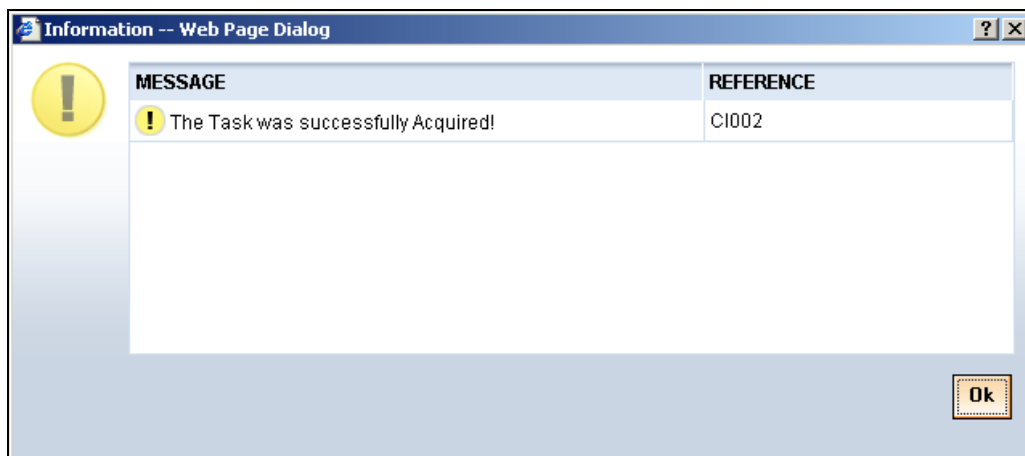 Information -- Web Page Dialog
MESSAGE REFERENCE
The Task was successfully Acquired! CI002
Ok